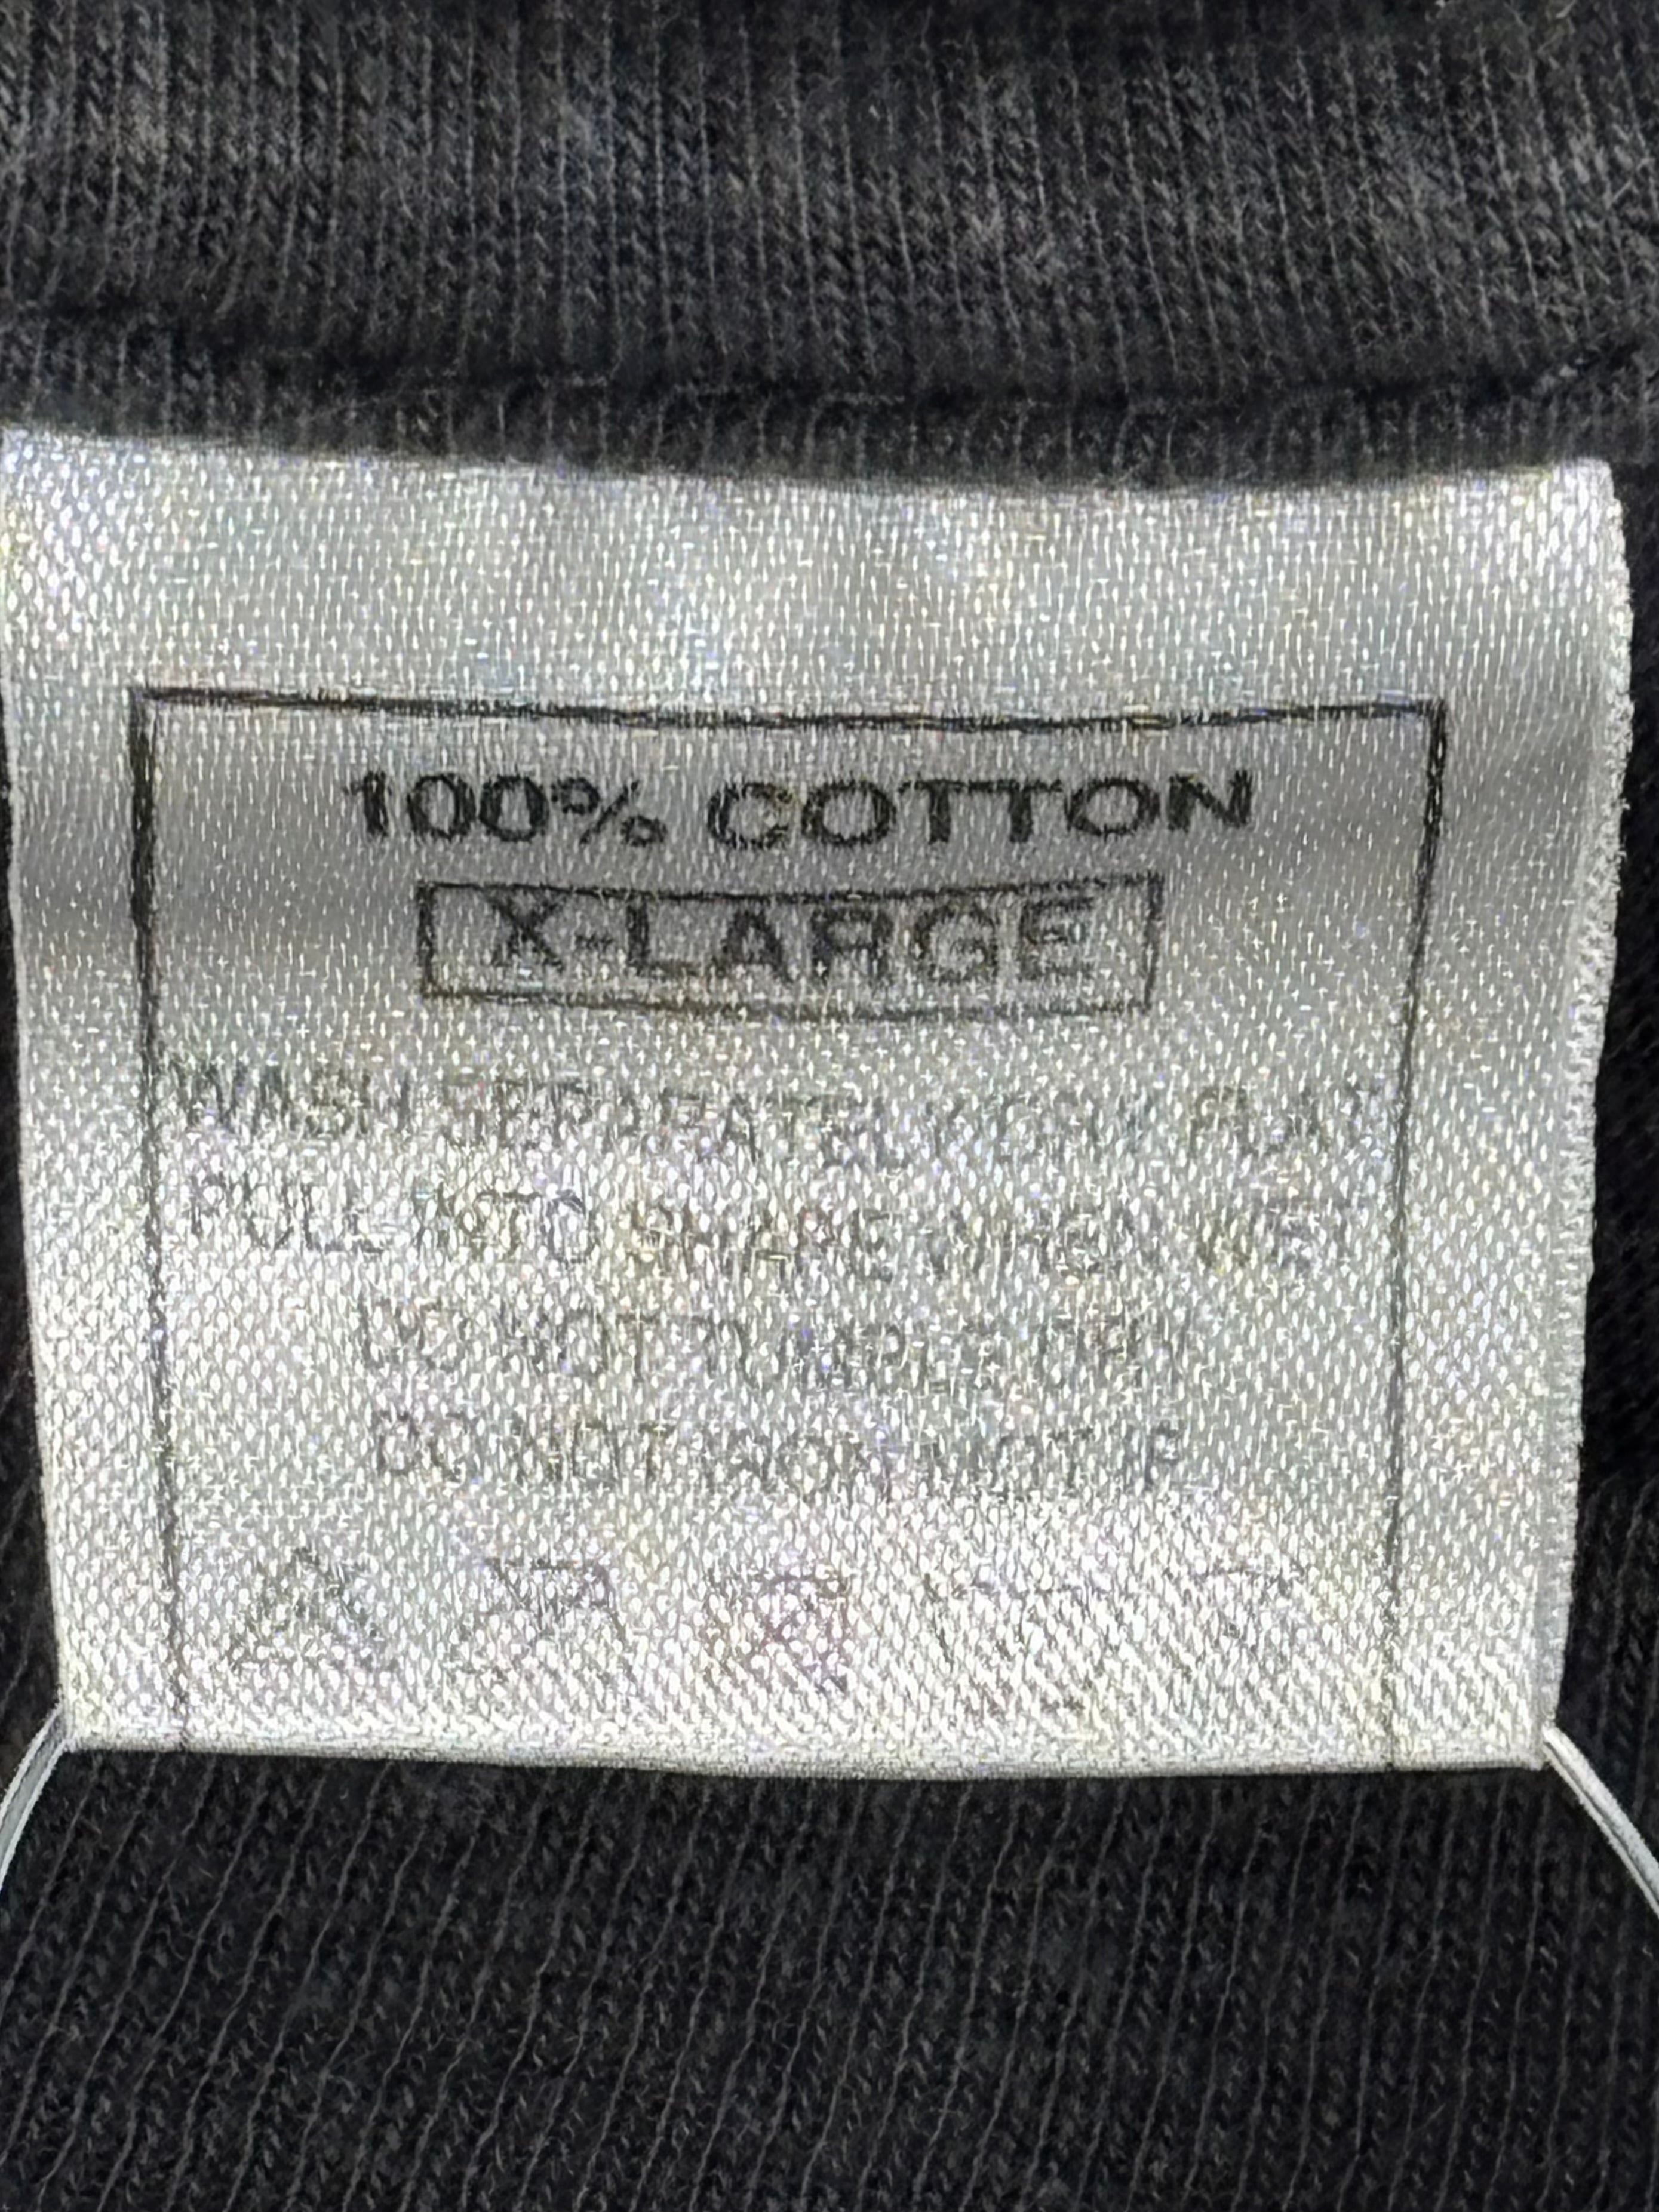 100% COTTON
X-LARGE
WASH SEPREATELY. DRY FLAT
PULL INTO SHAPE WHEN WET
DO NOT TUMBLE DRY
DO NOT IRON MOTIF